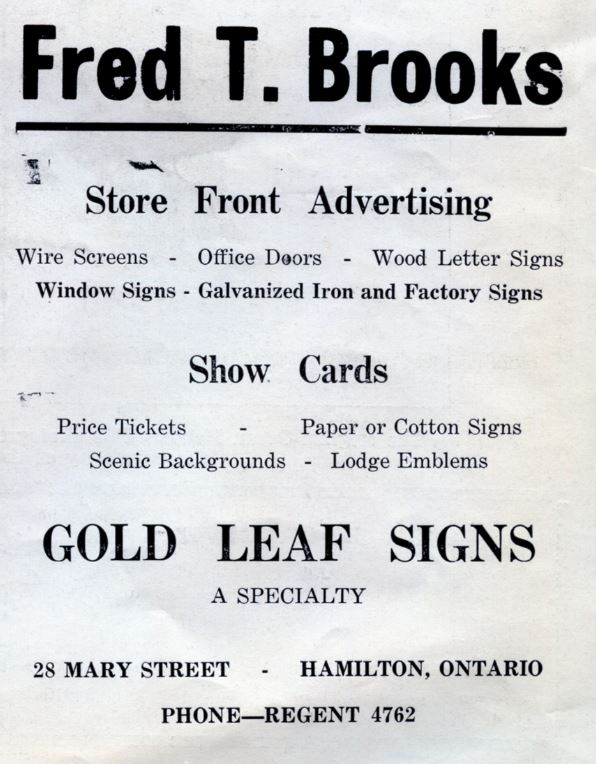 Fred T. Brooks
Store Front Advertising
Wire Screens - Office Doors - Wood Letter Signs
Window Signs - Galvanized Iron and Factory Signs
Show Cards
Price Tickets - Paper or Cotton Signs
Scenic Backgrounds - Lodge Emblems
GOLD LEAF SIGNS
A SPECIALTY
28 MARY STREET - HAMILTON, ONTARIO
PHONE—REGENT 4762